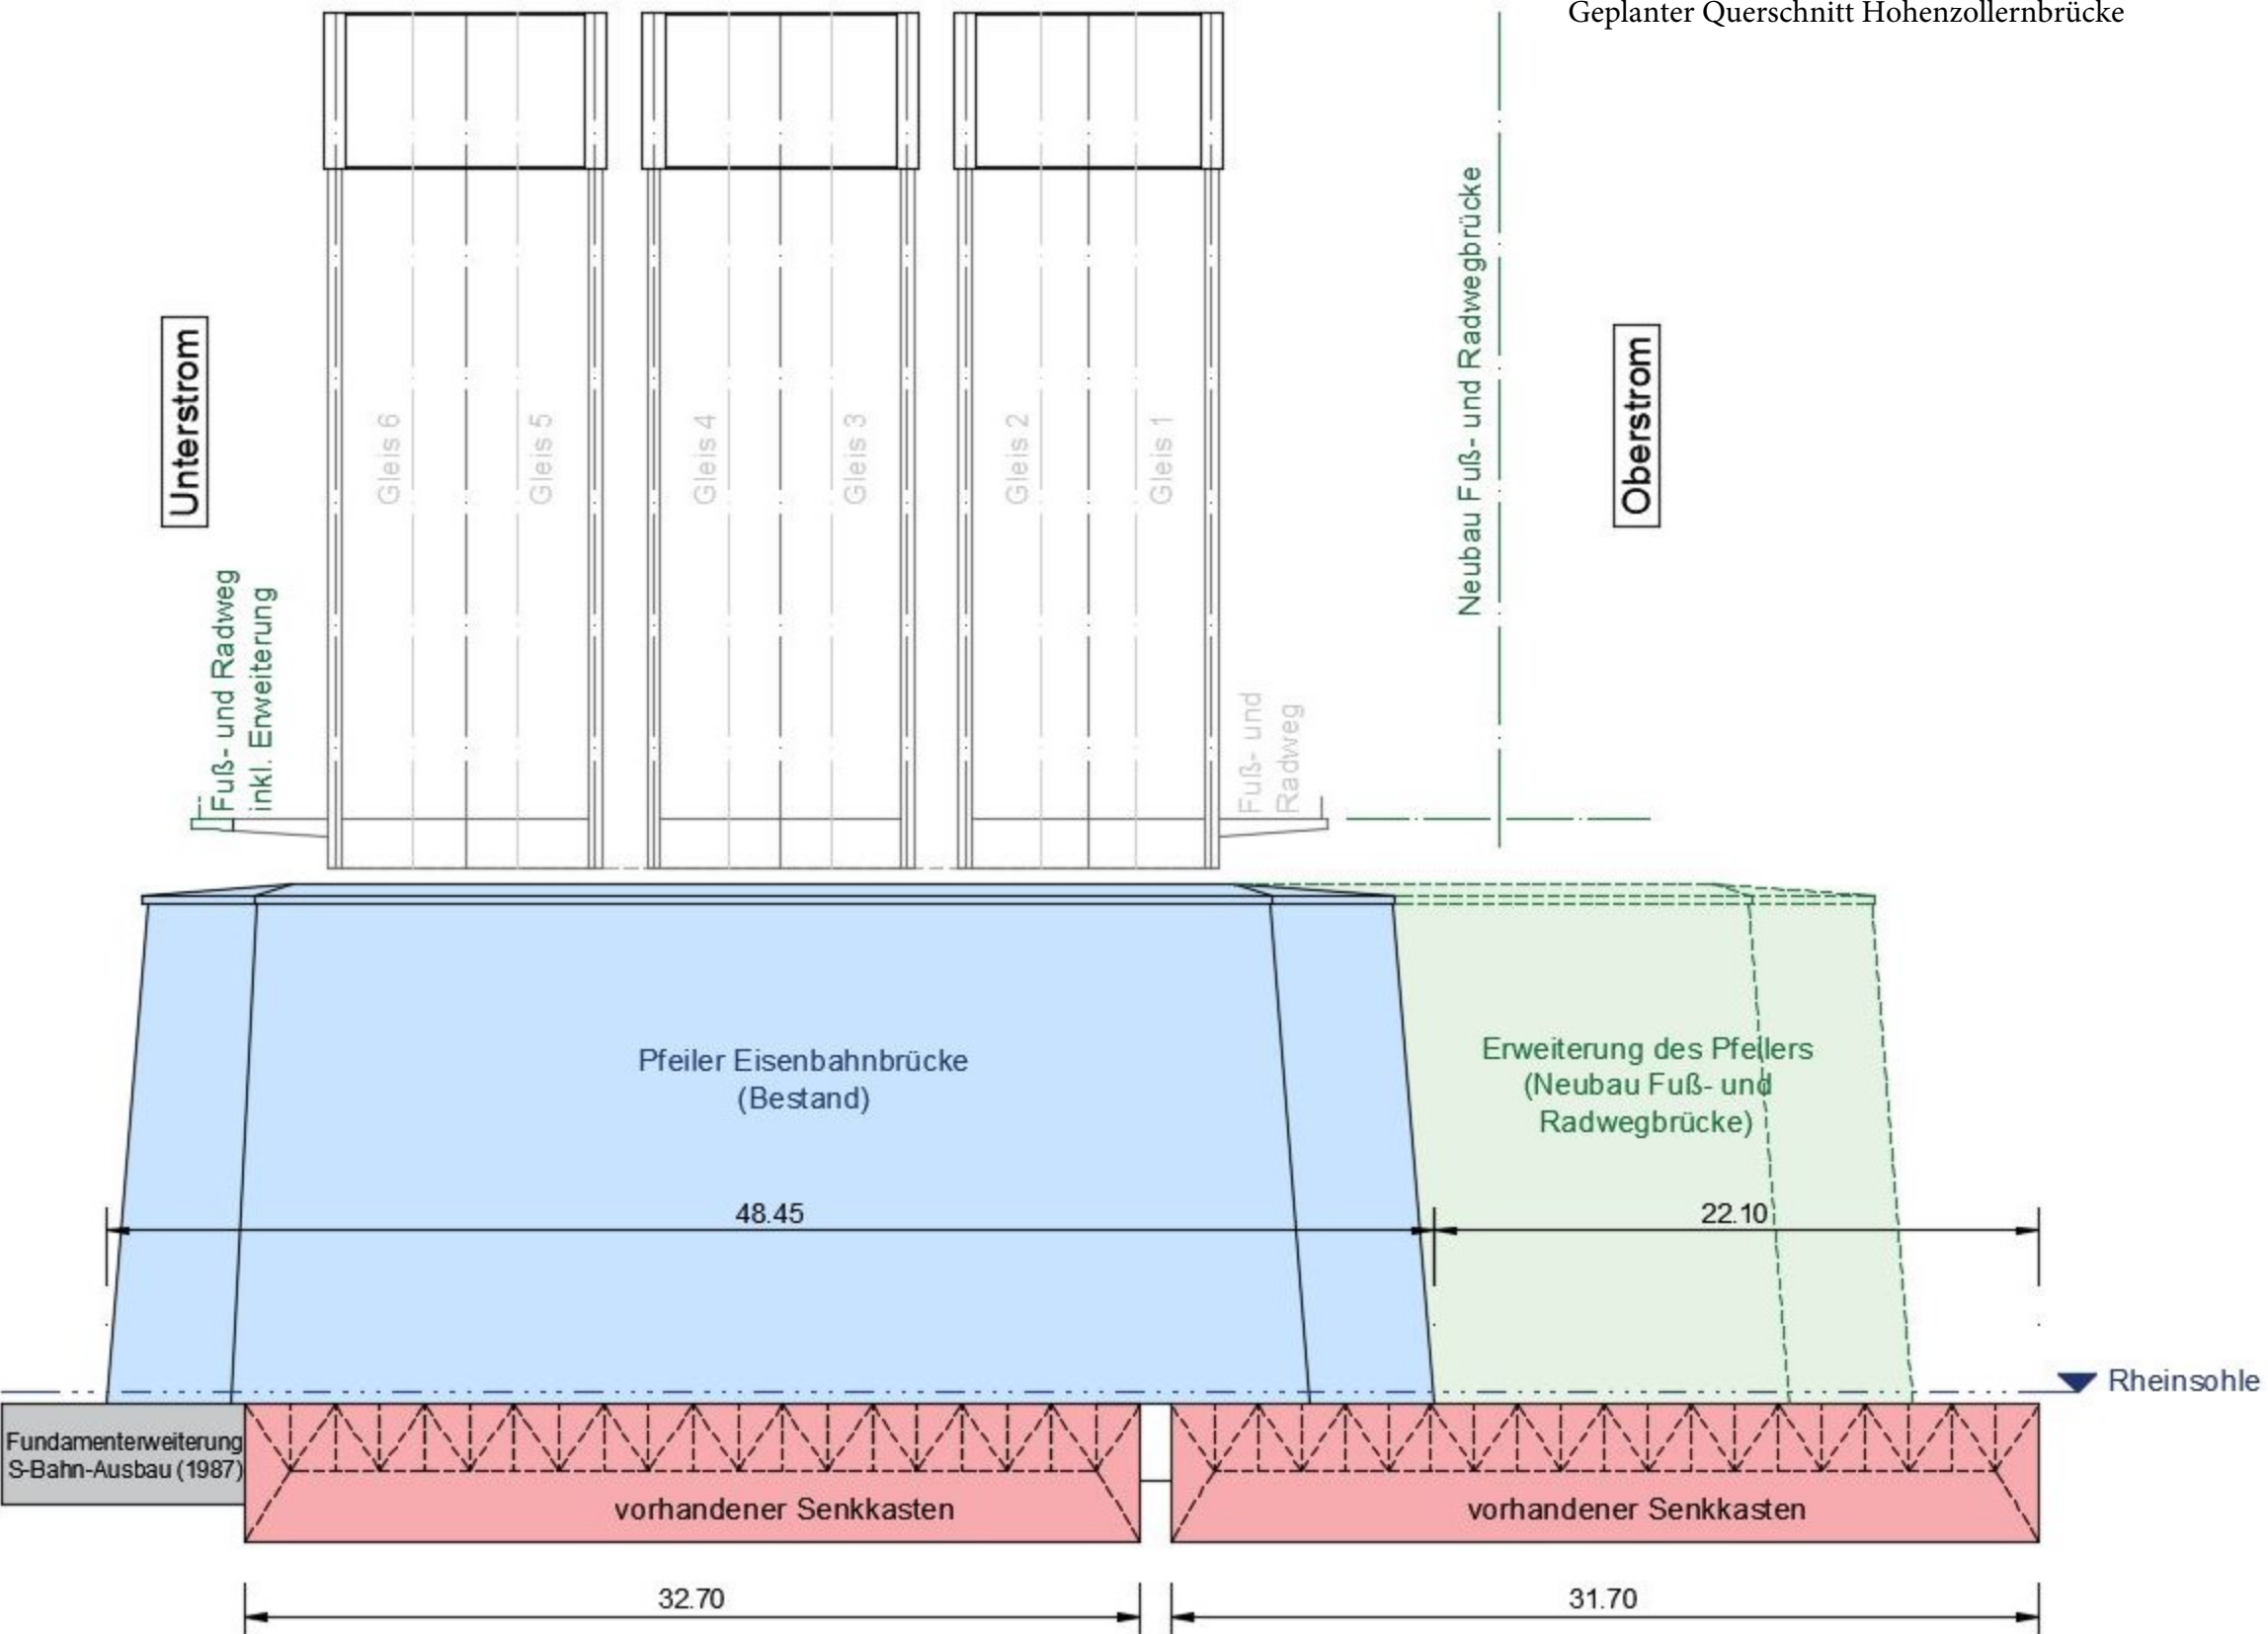 Geplanter Querschnitt Hohenzollernbrücke
Unterstrom
Gleis 6
Gleis 5
Gleis 4
Gleis 3
Gleis 2
Gleis 1
Neubau Fuß- und Radwegbrücke
Oberstrom
Fuß- und Radweg
inkl. Erweiterung
Fuß- und
Radweg
Pfeiler Eisenbahnbrücke
(Bestand)
Erweiterung des Pfeilers
(Neubau Fuß- und
Radwegbrücke)
48.45
22.10
Rheinsohle
Fundamenterweiterung
S-Bahn-Ausbau (1987)
vorhandener Senkkasten
vorhandener Senkkasten
32.70
31.70